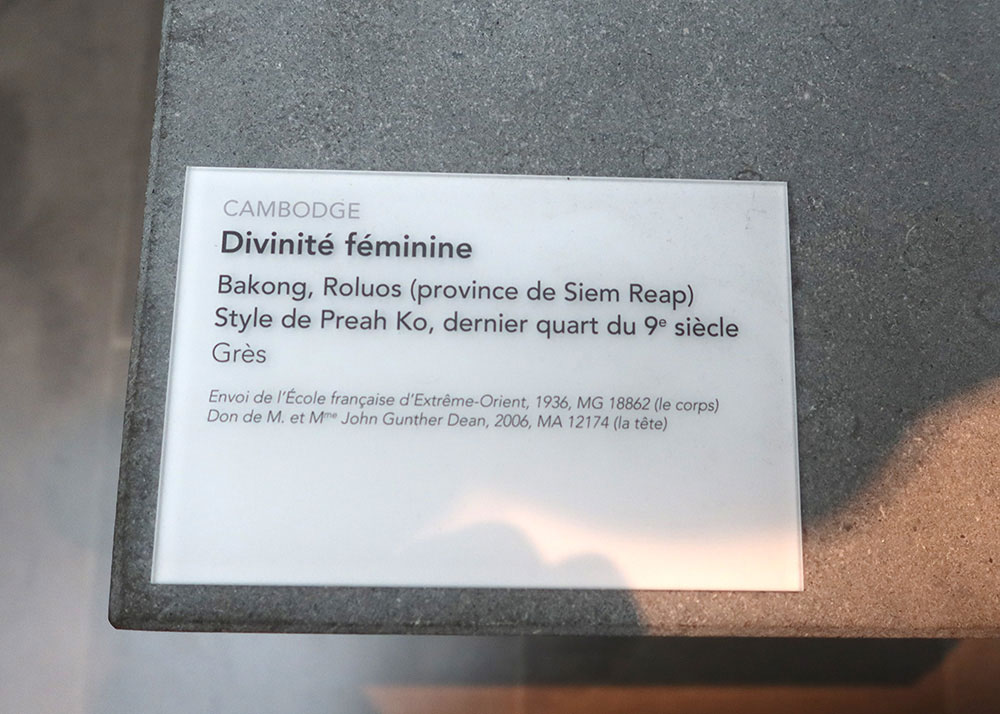 CAMBODGE
Divinité féminine
Bakong, Roluos (province de Siem Reap)
Style de Preah Ko, dernier quart du 9e siècle
Grès
Envoi de l'École française d'Extrême-Orient, 1936, MG 18862 (le corps)
Don de M. et Mme John Gunther Dean, 2006, MA 12174 (la tête)